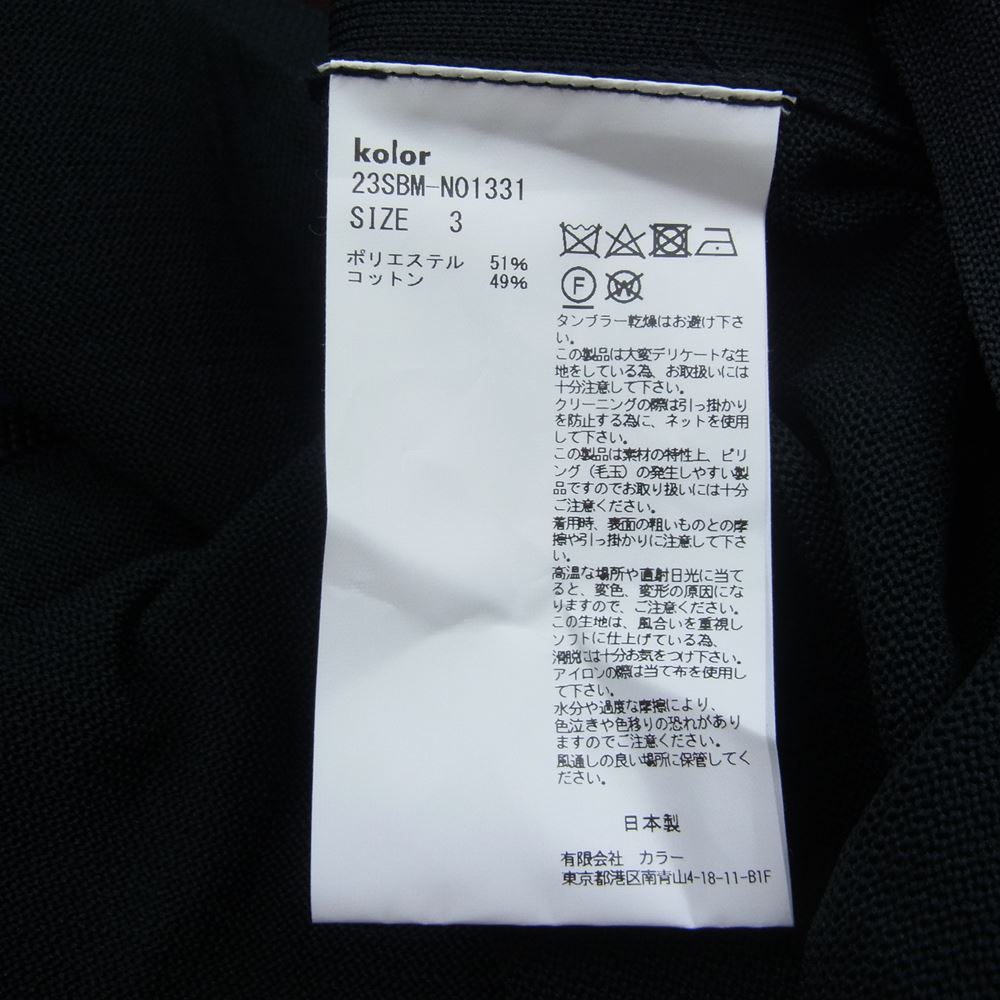 kolor
23SBM-N01331
SIZE 3
ポリエステル 51%
コットン 49%
F
W
タンブラー乾燥はお避け下さ
い。
この製品は大変デリケートな生
地をしている為、お取扱いには
十分注意して下さい。
クリーニングの際は引っ掛かり
を防止する為に、ネットを使用
して下さい。
この製品は素材の特性上、ピリ
ング（毛玉）の発生しやすい製
品ですのでお取り扱いには十分
ご注意ください。
着用時、表面の粗いものとの摩
擦や引っ掛かりに注意して下さ
い。
高温な場所や直射日光に当て
ると、変色、変形の原因にな
りますので、ご注意ください。
この生地は、風合いを重視し
ソフトに仕上げている為、
消脱には十分お気をつけ下さい。
アイロンの際は当て布を使用し
て下さい。
水分や過度な摩擦により、
色泣きや色移りの恐れがあり
ますのでご注意ください。
風通しの良い場所に保管してく
ださい。
日本製
有限会社 カラー
東京都港区南青山4-18-11-B1F